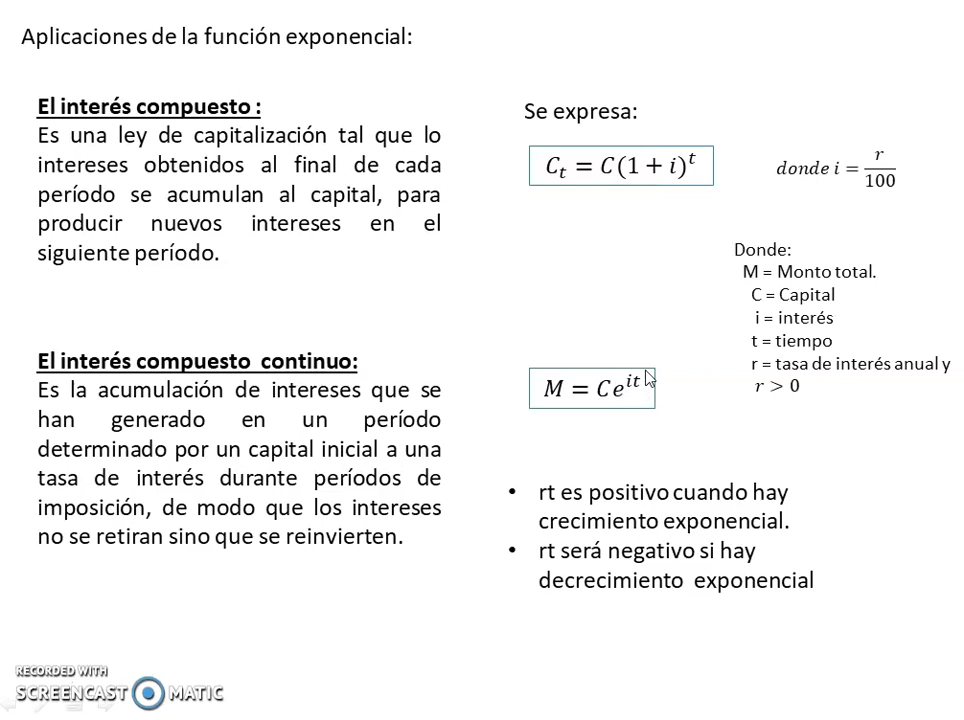 Aplicaciones de la función exponencial:
El interés compuesto :
Es una ley de capitalización tal que lo
intereses obtenidos al final de cada
período se acumulan al capital, para
producir nuevos intereses en el
siguiente período.
Se expresa:
C_t = C(1 + i)^t
donde i = r/100
Donde:
M = Monto total.
C = Capital
i = interés
t = tiempo
r = tasa de interés anual y
r > 0
El interés compuesto continuo:
Es la acumulación de intereses que se
han generado en un período
determinado por un capital inicial a una
tasa de interés durante períodos de
imposición, de modo que los intereses
no se retiran sino que se reinvierten.
M = Ce^{it}
• rt es positivo cuando hay
crecimiento exponencial.
• rt será negativo si hay
decrecimiento exponencial
RECORDED WITH
SCREENCAST MATIC